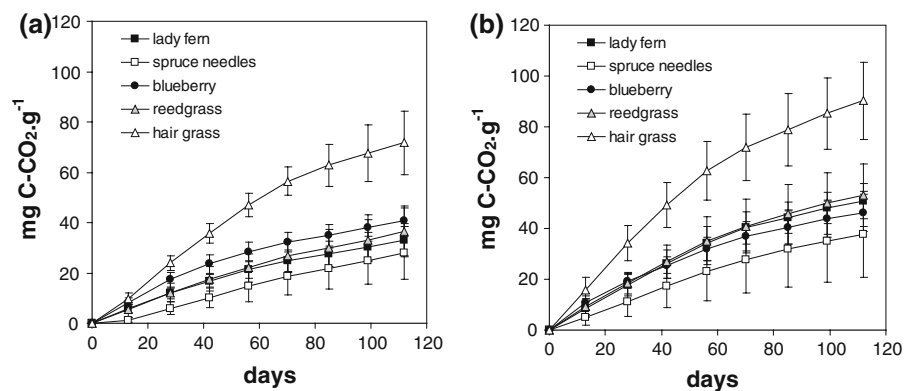 (a)
120
100
80
60
40
20
0
mg C-CO₂.g⁻¹
lady fern
spruce needles
blueberry
reedgrass
hair grass
0 20 40 60 80 100 120
days
(b)
120
100
80
60
40
20
0
mg C-CO₂.g⁻¹
lady fern
spruce needles
blueberry
reedgrass
hair grass
0 20 40 60 80 100 120
days